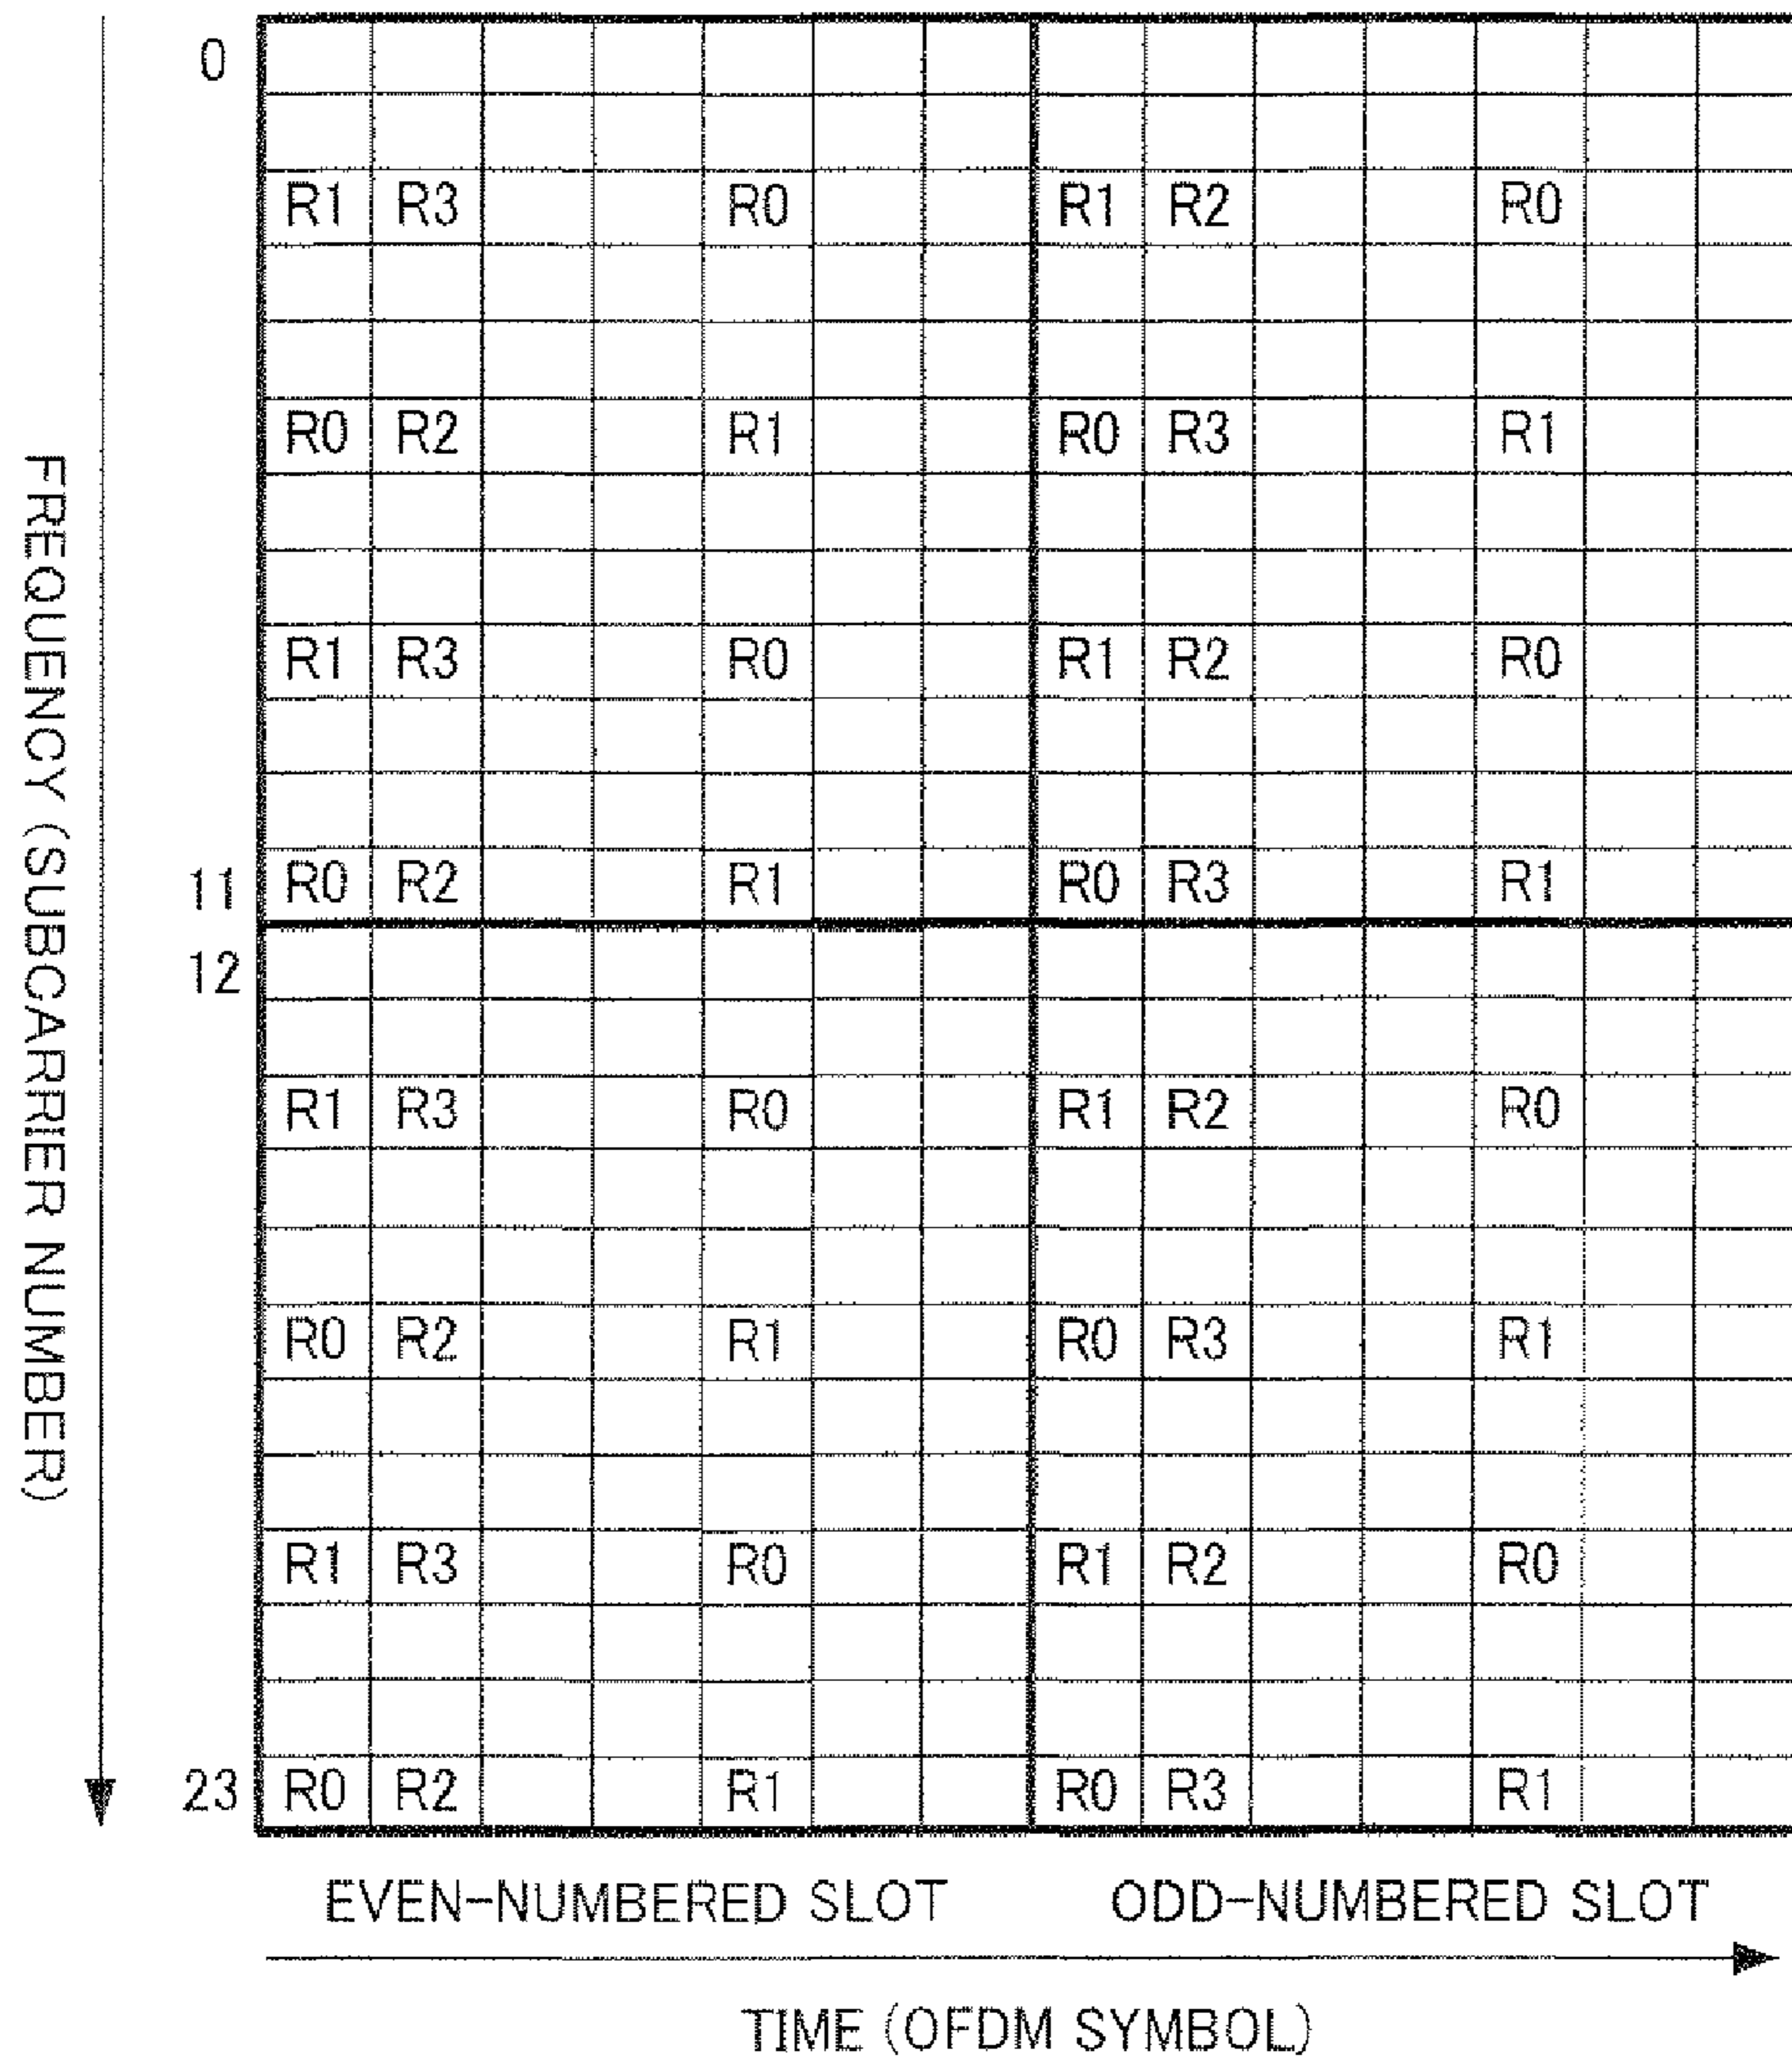 0
R1 R3 R0 R1 R2 R0
R0 R2 R1 R0 R3 R1
R1 R3 R0 R1 R2 R0
11 R0 R2 R1 R0 R3 R1
12
R1 R3 R0 R1 R2 R0
R0 R2 R1 R0 R3 R1
R1 R3 R0 R1 R2 R0
23 R0 R2 R1 R0 R3 R1
FREQUENCY (SUBCARRIER NUMBER)
EVEN-NUMBERED SLOT ODD-NUMBERED SLOT
TIME (OFDM SYMBOL)